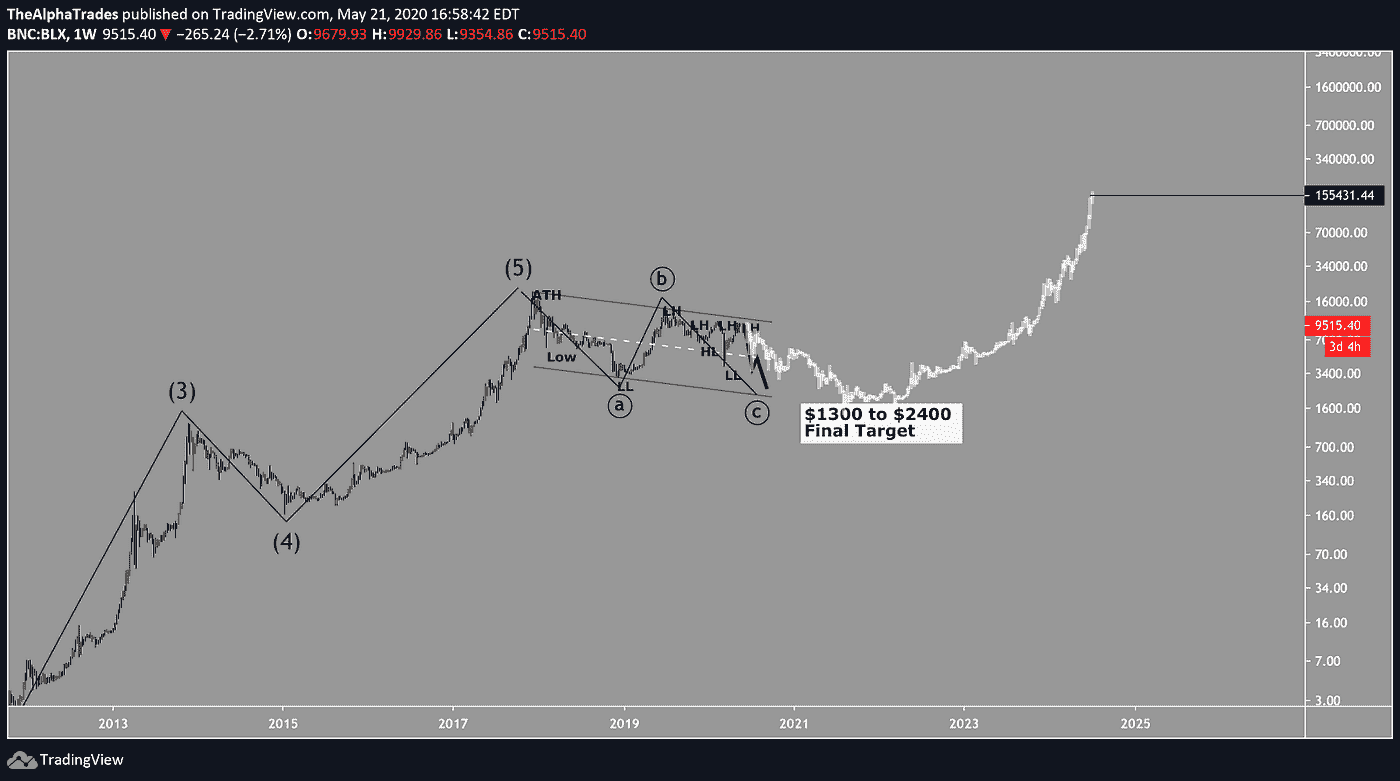 TheAlphaTrades published on TradingView.com, May 21, 2020 16:58:42 EDT
BNC:BLX, 1W 9515.40 ▼ −265.24 (−2.71%) O:9679.93 H:9929.86 L:9354.86 C:9515.40
3400000.00
1600000.00
700000.00
340000.00
155431.44
70000.00
34000.00
16000.00
9515.40
3d 4h
3400.00
1600.00
700.00
340.00
160.00
70.00
34.00
16.00
7.00
3.00
(5)
ATH
b
LH
LH
LH
LH
Low
HL
LL
LL
a
c
(3)
(4)
$1300 to $2400
Final Target
2013
2015
2017
2019
2021
2023
2025
TradingView